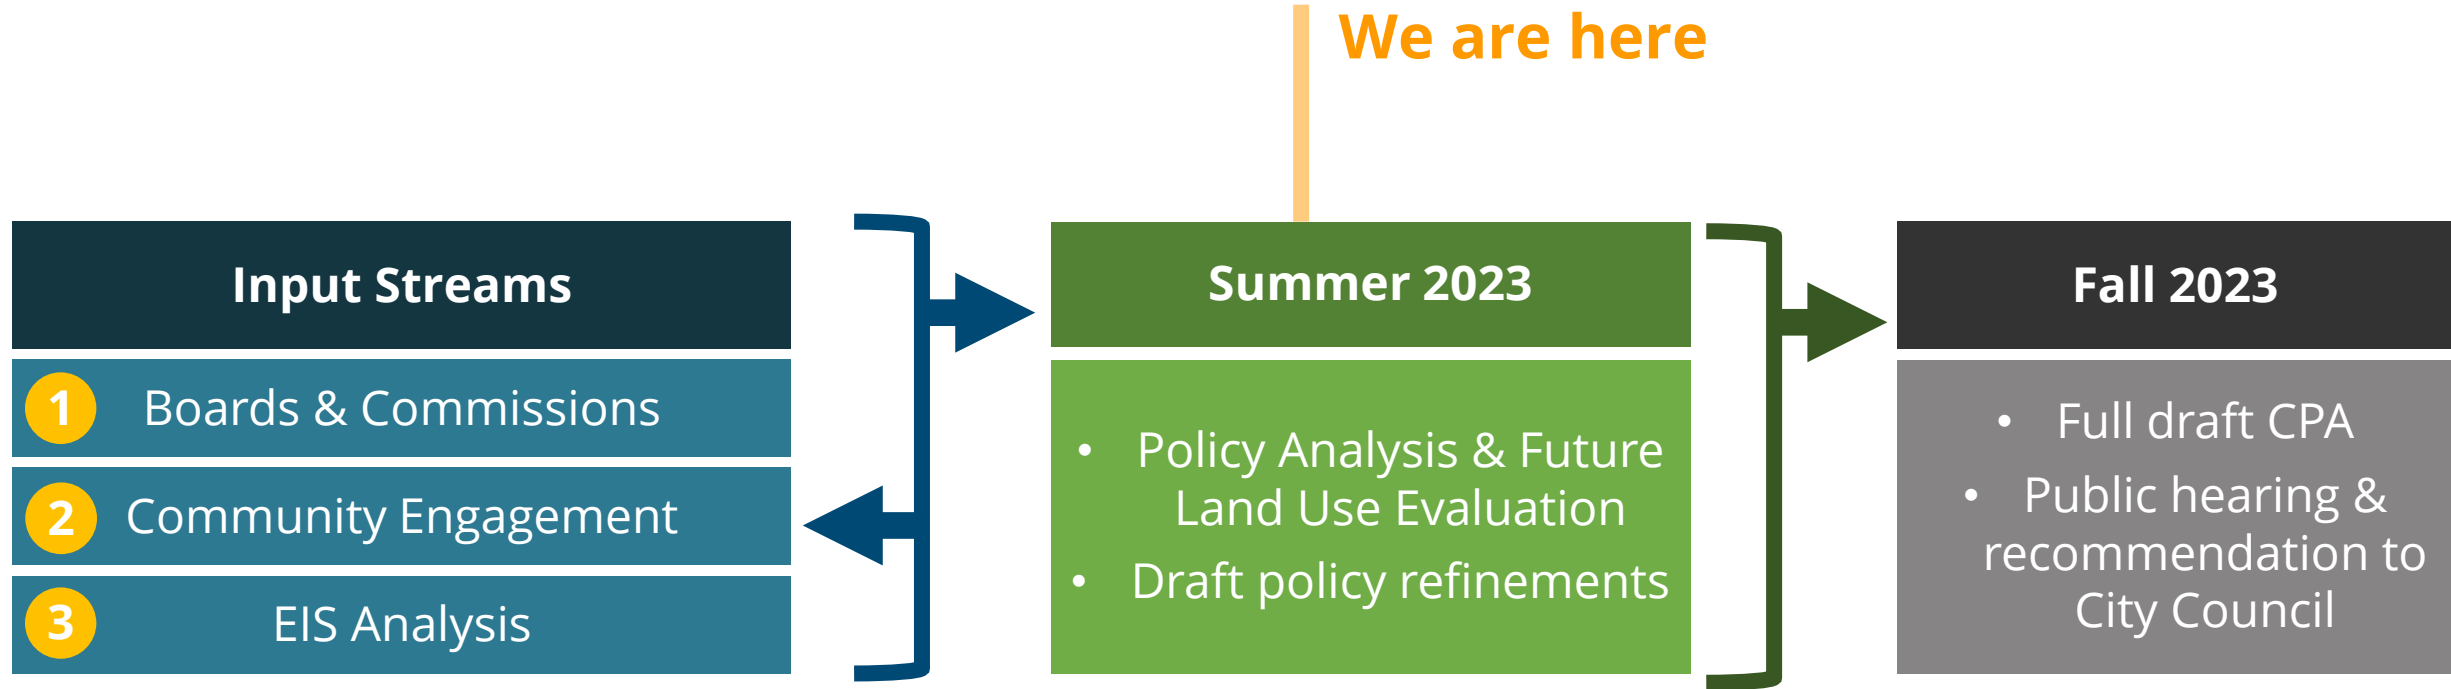 We are here
Input Streams
1 Boards & Commissions
2 Community Engagement
3 EIS Analysis
Summer 2023
• Policy Analysis & Future
Land Use Evaluation
• Draft policy refinements
Fall 2023
• Full draft CPA
• Public hearing &
recommendation to
City Council